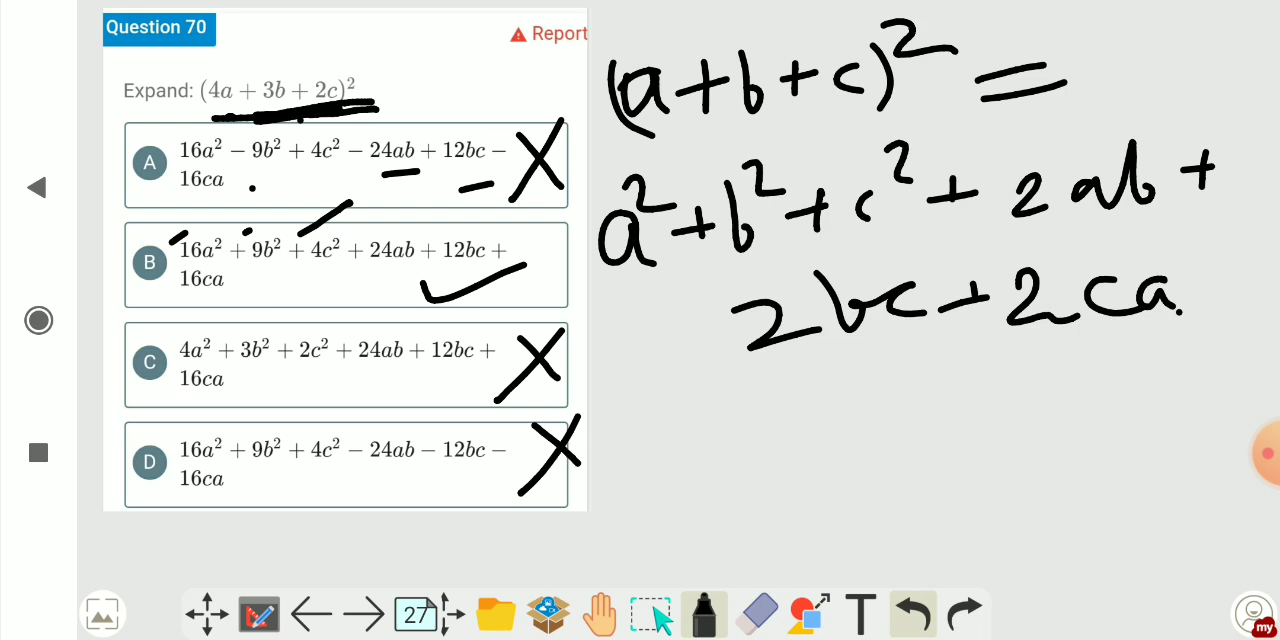 Question 70
Report
Expand: (4a + 3b + 2c)²
A
16a² − 9b² + 4c² − 24ab + 12bc −
16ca
B
16a² + 9b² + 4c² + 24ab + 12bc +
16ca
C
4a² + 3b² + 2c² + 24ab + 12bc +
16ca
D
16a² + 9b² + 4c² − 24ab − 12bc −
16ca
(a+b+c)² =
a²+b²+c²+2ab+
2bc+2ca.
27
T
my